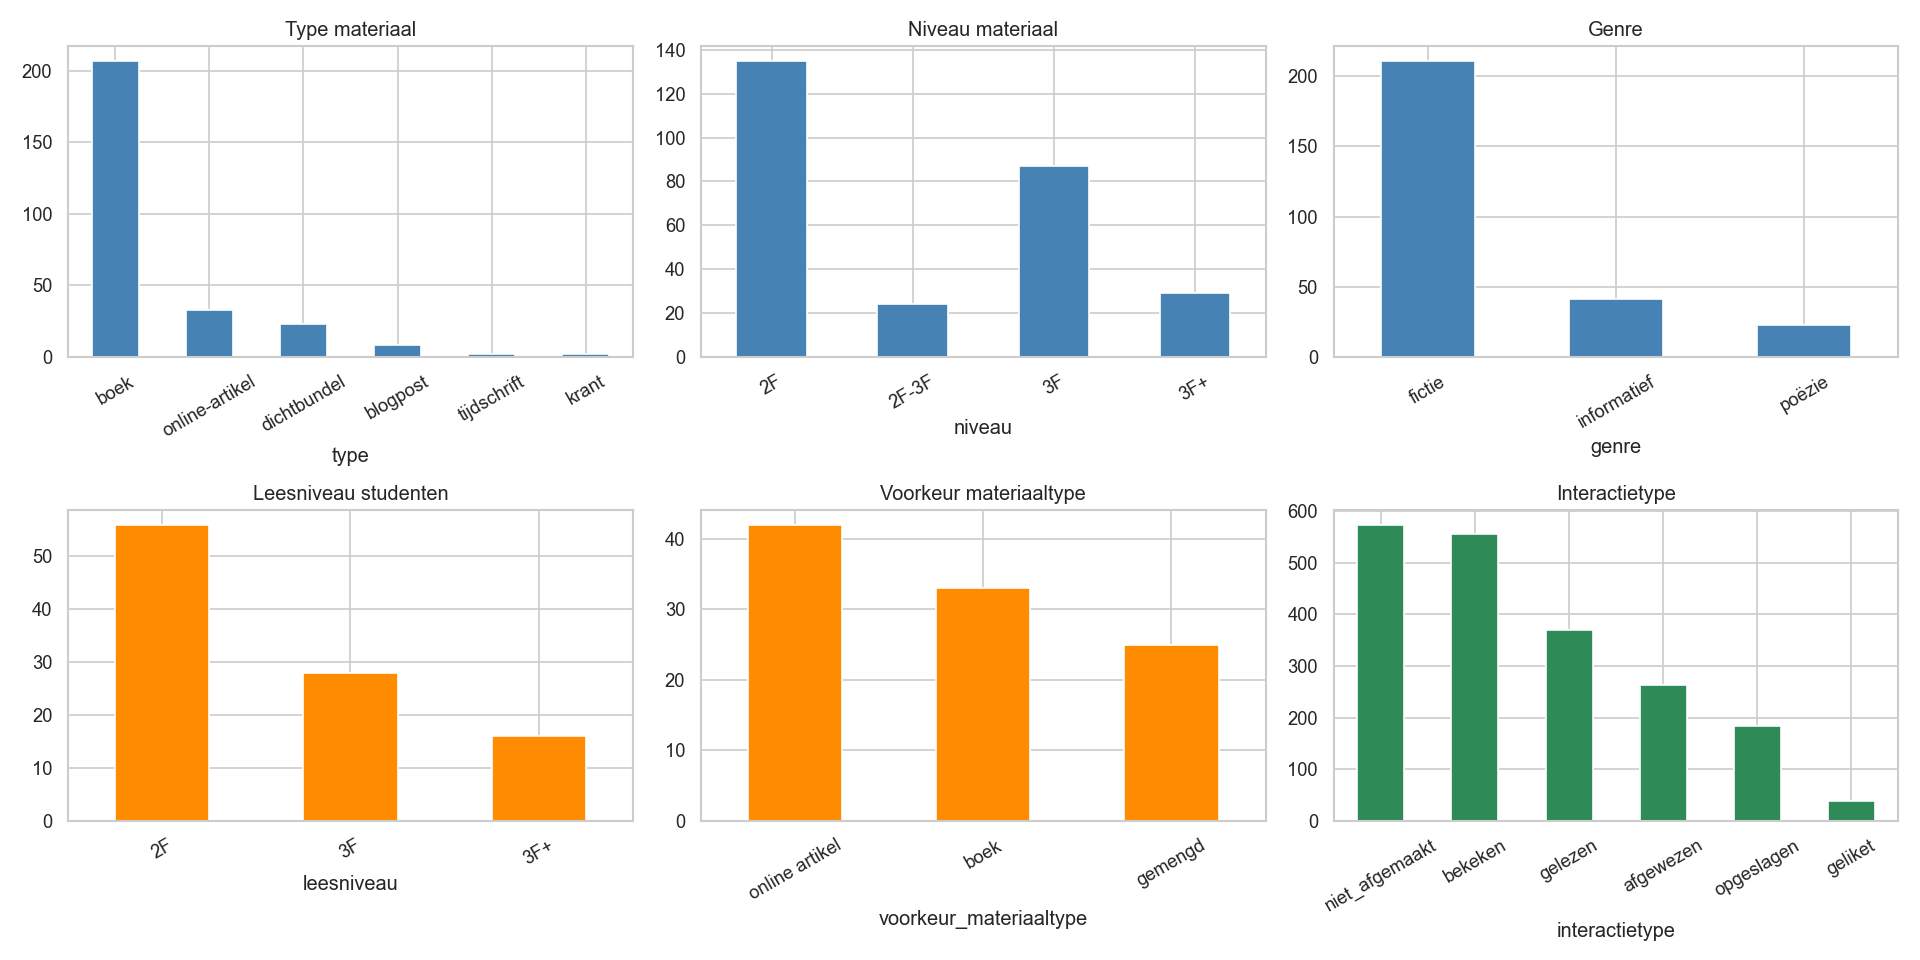 Type materiaal
200
150
100
50
0
boek
online-artikel
dichtbundel
blogpost
tijdschrift
krant
type
Niveau materiaal
140
120
100
80
60
40
20
0
2F
2F-3F
3F
3F+
niveau
Genre
200
150
100
50
0
fictie
informatief
poëzie
genre
Leesniveau studenten
50
40
30
20
10
0
2F
3F
3F+
leesniveau
Voorkeur materiaaltype
40
30
20
10
0
online artikel
boek
gemengd
voorkeur_materiaaltype
Interactietype
600
500
400
300
200
100
0
niet_afgemaakt
bekeken
gelezen
afgewezen
opgeslagen
geliket
interactietype